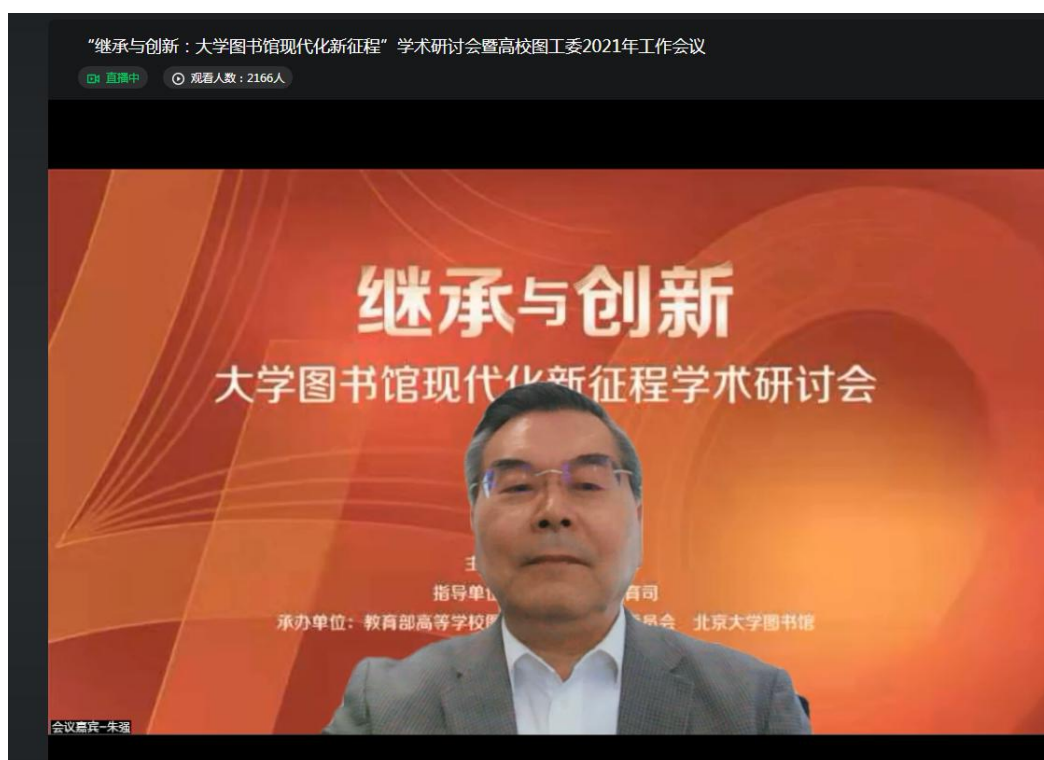 “继承与创新：大学图书馆现代化新征程”学术研讨会暨高校图工委2021年工作会议
直播中 观看人数：2166人
继承与创新
大学图书馆现代化新征程学术研讨会
主
指导单位 育司
承办单位：教育部高等学校图 员会 北京大学图书馆
会议嘉宾-朱强